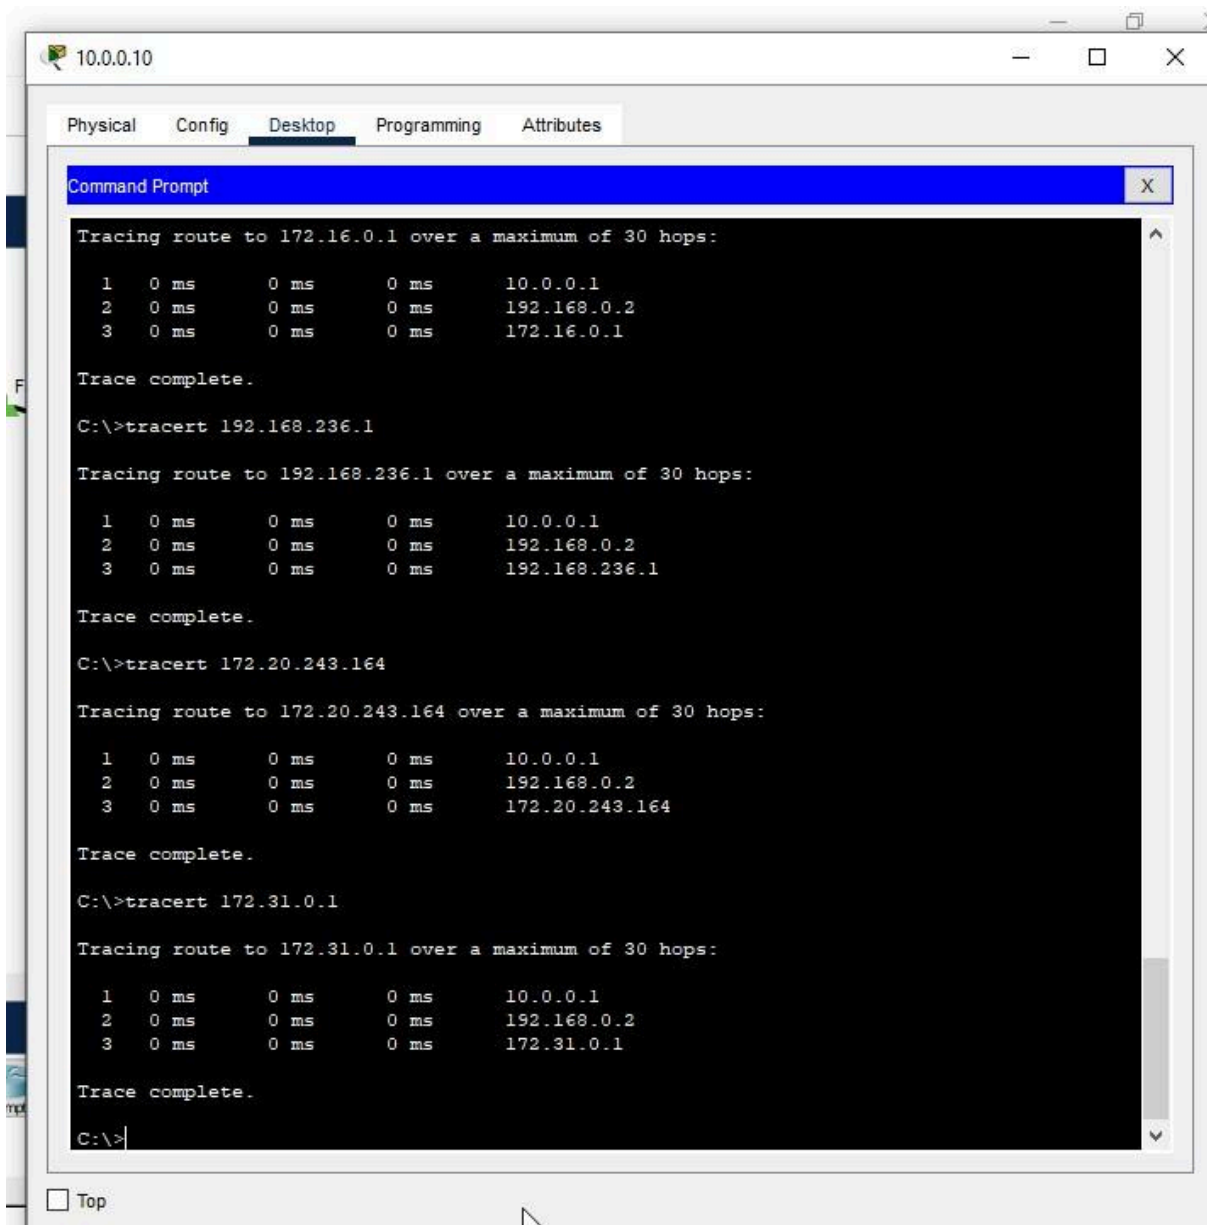 10.0.0.10
Physical Config Desktop Programming Attributes
Command Prompt X
Tracing route to 172.16.0.1 over a maximum of 30 hops:
1 0 ms 0 ms 0 ms 10.0.0.1
2 0 ms 0 ms 0 ms 192.168.0.2
3 0 ms 0 ms 0 ms 172.16.0.1
Trace complete.
C:\>tracert 192.168.236.1
Tracing route to 192.168.236.1 over a maximum of 30 hops:
1 0 ms 0 ms 0 ms 10.0.0.1
2 0 ms 0 ms 0 ms 192.168.0.2
3 0 ms 0 ms 0 ms 192.168.236.1
Trace complete.
C:\>tracert 172.20.243.164
Tracing route to 172.20.243.164 over a maximum of 30 hops:
1 0 ms 0 ms 0 ms 10.0.0.1
2 0 ms 0 ms 0 ms 192.168.0.2
3 0 ms 0 ms 0 ms 172.20.243.164
Trace complete.
C:\>tracert 172.31.0.1
Tracing route to 172.31.0.1 over a maximum of 30 hops:
1 0 ms 0 ms 0 ms 10.0.0.1
2 0 ms 0 ms 0 ms 192.168.0.2
3 0 ms 0 ms 0 ms 172.31.0.1
Trace complete.
C:\>
Top